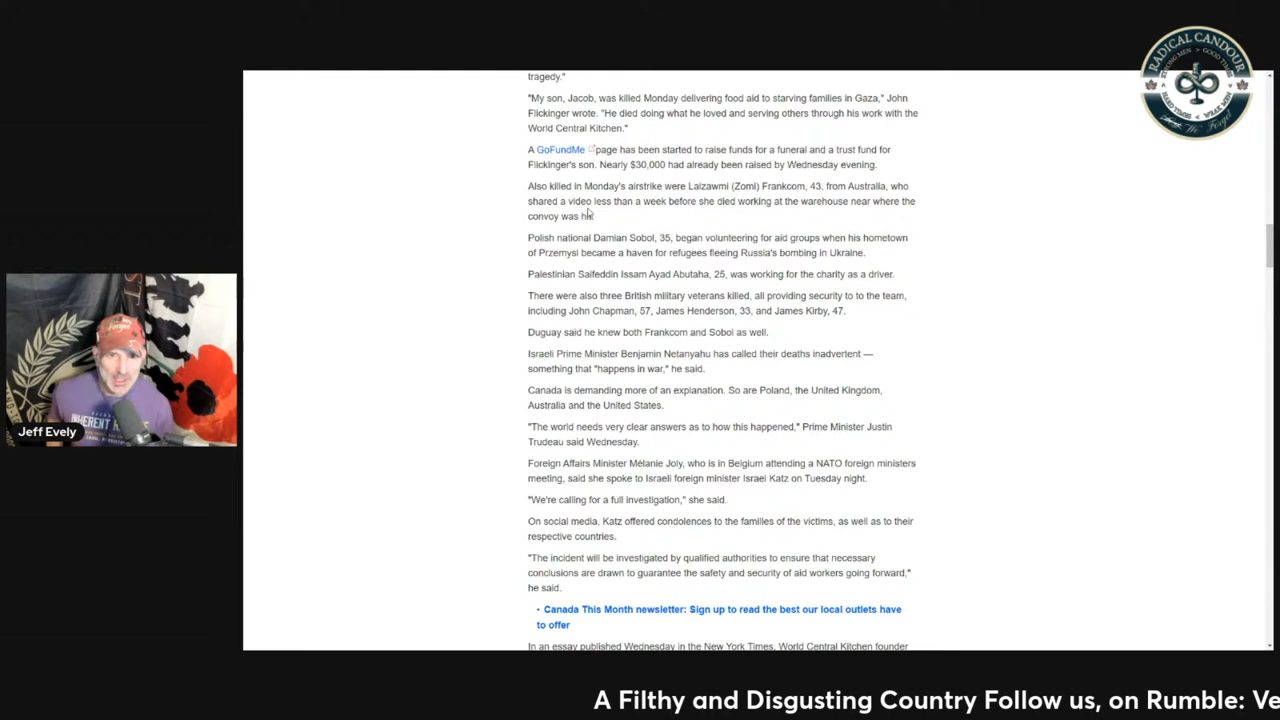 tragedy."
"My son, Jacob, was killed Monday delivering food aid to starving families in Gaza," John
Flickinger wrote. "He died doing what he loved and serving others through his work with the
World Central Kitchen."
A GoFundMe page has been started to raise funds for a funeral and a trust fund for
Flickinger's son. Nearly $30,000 had already been raised by Wednesday evening.
Also killed in Monday's airstrike were Lalzawmi (Zomi) Frankcom, 43, from Australia, who
shared a video less than a week before she died working at the warehouse near where the
convoy was hit.
Polish national Damian Sobol, 35, began volunteering for aid groups when his hometown
of Przemysl became a haven for refugees fleeing Russia's bombing in Ukraine.
Palestinian Saifeddin Issam Ayad Abutaha, 25, was working for the charity as a driver.
There were also three British military veterans killed, all providing security to to the team,
including John Chapman, 57, James Henderson, 33, and James Kirby, 47.
Duguay said he knew both Frankcom and Sobol as well.
Israeli Prime Minister Benjamin Netanyahu has called their deaths inadvertent —
something that "happens in war," he said.
Canada is demanding more of an explanation. So are Poland, the United Kingdom,
Australia and the United States.
"The world needs very clear answers as to how this happened," Prime Minister Justin
Trudeau said Wednesday.
Foreign Affairs Minister Mélanie Joly, who is in Belgium attending a NATO foreign ministers
meeting, said she spoke to Israeli foreign minister Israel Katz on Tuesday night.
"We're calling for a full investigation," she said.
On social media, Katz offered condolences to the families of the victims, as well as to their
respective countries.
"The incident will be investigated by qualified authorities to ensure that necessary
conclusions are drawn to guarantee the safety and security of aid workers going forward,"
he said.
• Canada This Month newsletter: Sign up to read the best our local outlets have
to offer
In an essay published Wednesday in the New York Times, World Central Kitchen founder
RADICAL CANDOUR
STRONG MEN > GOOD TIMES
HARD TIMES < WEAK MEN
We Forget
Jeff Evely
INHERENT
A Filthy and Disgusting Country Follow us, on Rumble: Ve